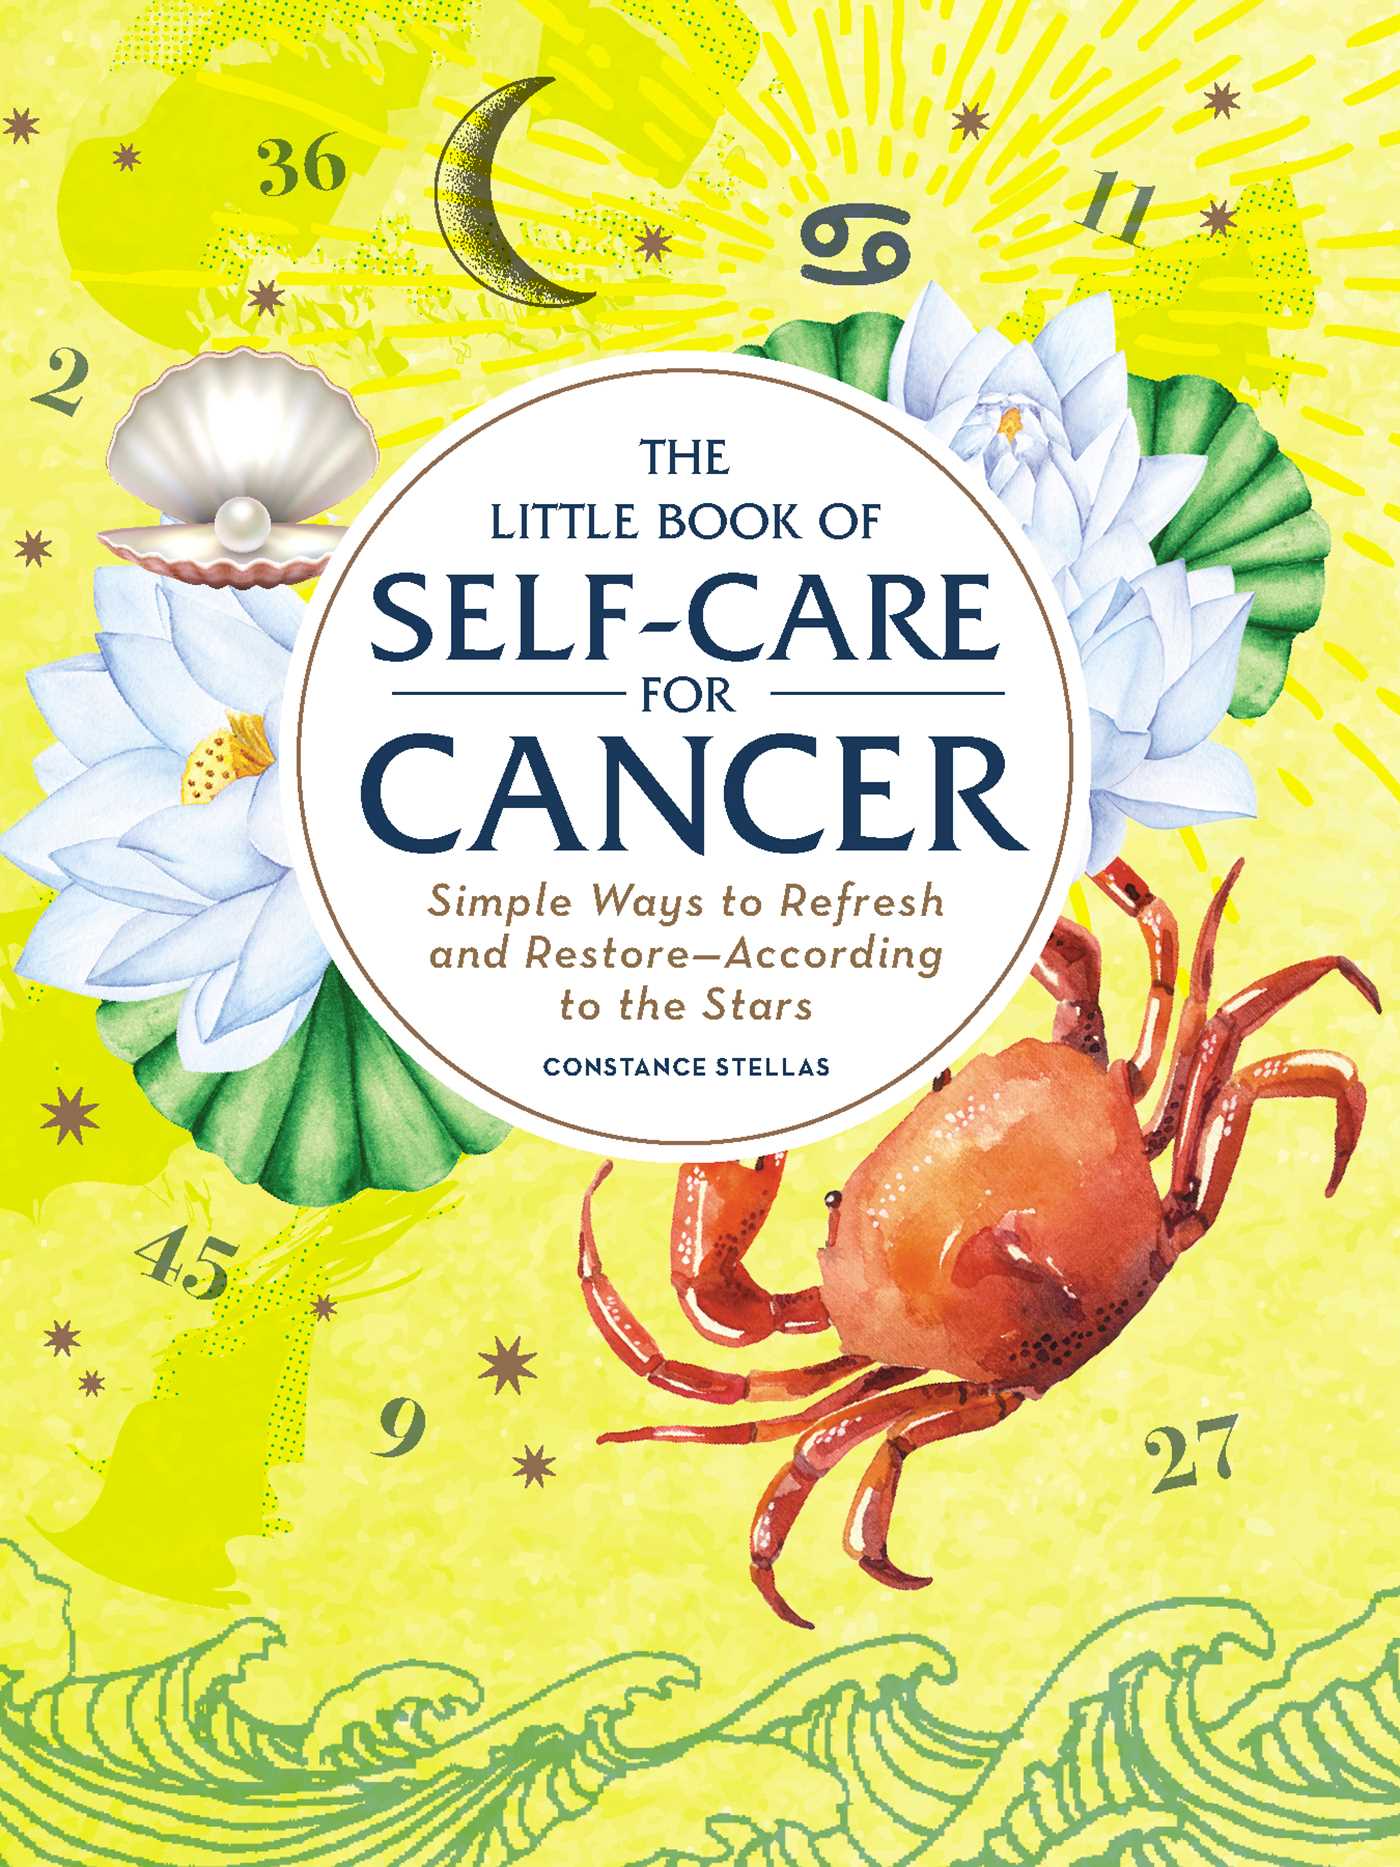 36
11
2
THE
LITTLE BOOK OF
SELF-CARE
FOR
CANCER
Simple Ways to Refresh
and Restore—According
to the Stars
CONSTANCE STELLAS
45
9
27